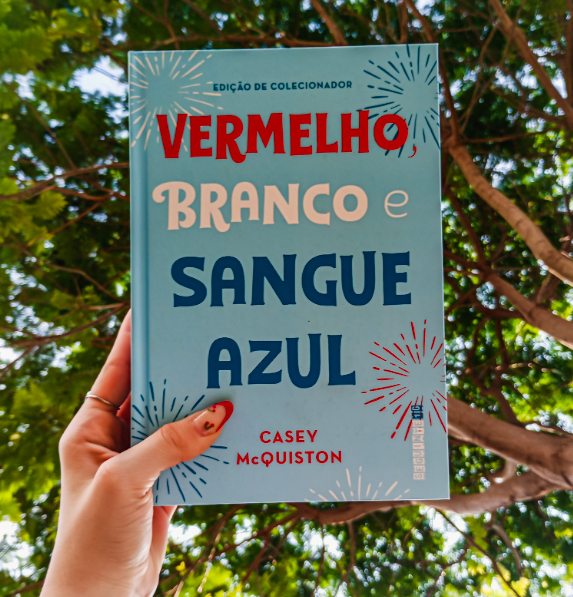 EDIÇÃO DE COLECIONADOR
VERMELHO,
BRANCO e
SANGUE
AZUL
CASEY
McQUISTON